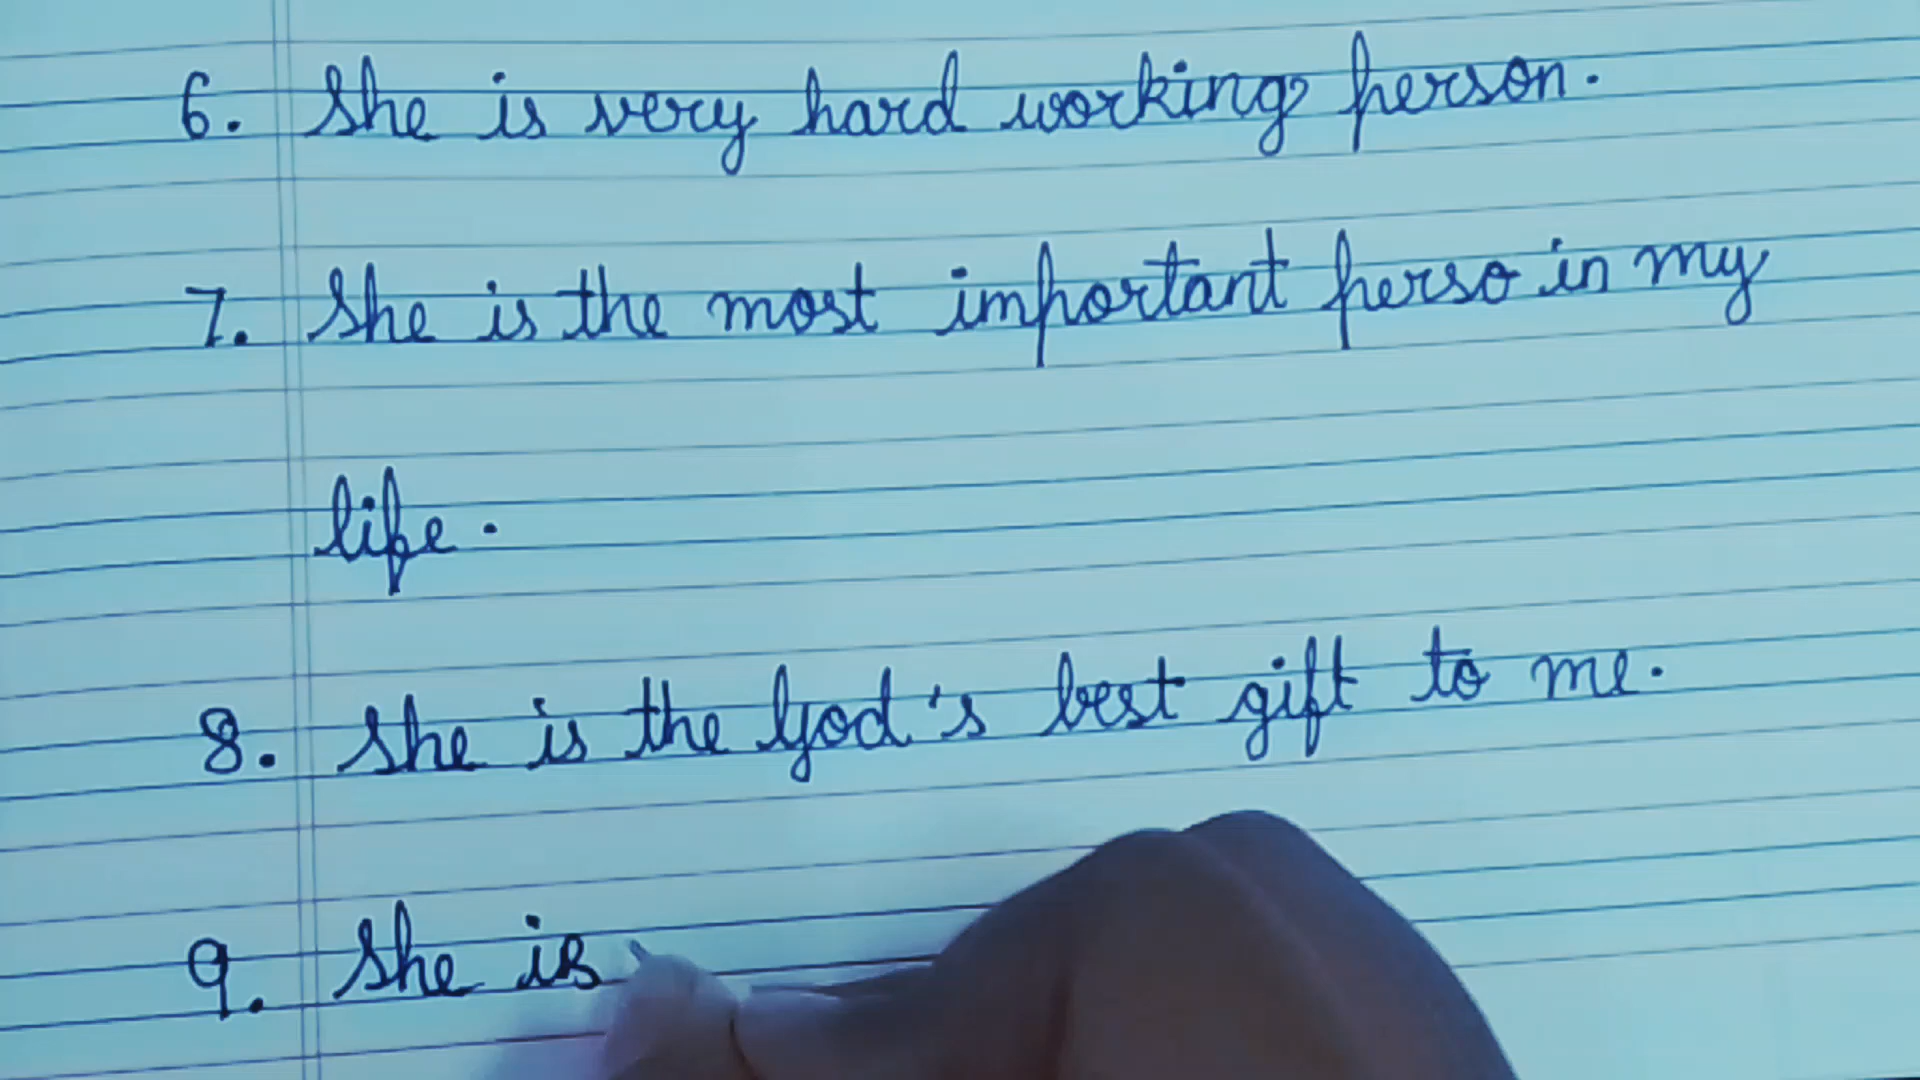 6. She is very hard working person.
7. She is the most important perso in my
life.
8. She is the God's best gift to me.
9. She is